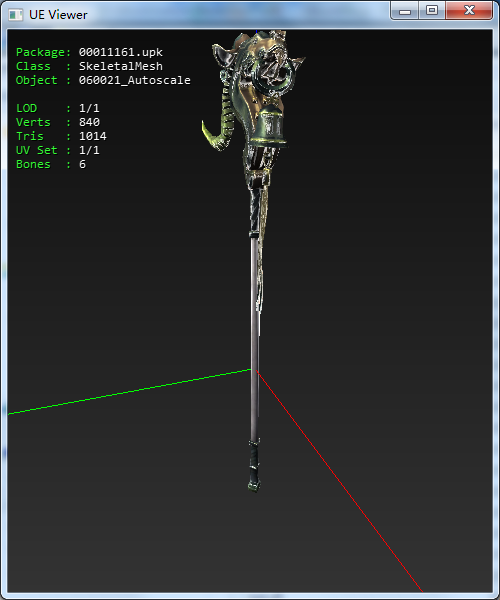 UE Viewer
Package: 00011161.upk
Class : SkeletalMesh
Object : 060021_Autoscale
LOD : 1/1
Verts : 840
Tris : 1014
UV Set : 1/1
Bones : 6